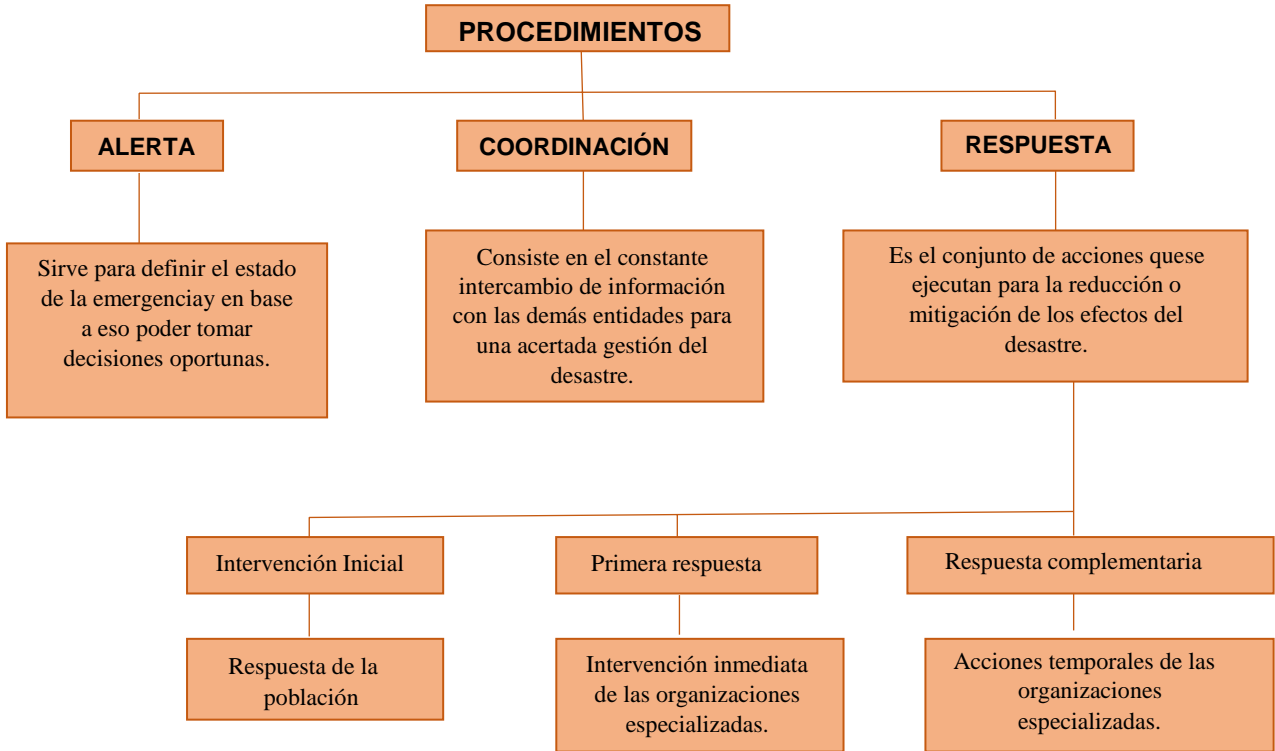 PROCEDIMIENTOS
ALERTA
COORDINACIÓN
RESPUESTA
Sirve para definir el estado
de la emergenciay en base
a eso poder tomar
decisiones oportunas.
Consiste en el constante
intercambio de información
con las demás entidades para
una acertada gestión del
desastre.
Es el conjunto de acciones quese
ejecutan para la reducción o
mitigación de los efectos del
desastre.
Intervención Inicial
Primera respuesta
Respuesta complementaria
Respuesta de la
población
Intervención inmediata
de las organizaciones
especializadas.
Acciones temporales de las
organizaciones
especializadas.